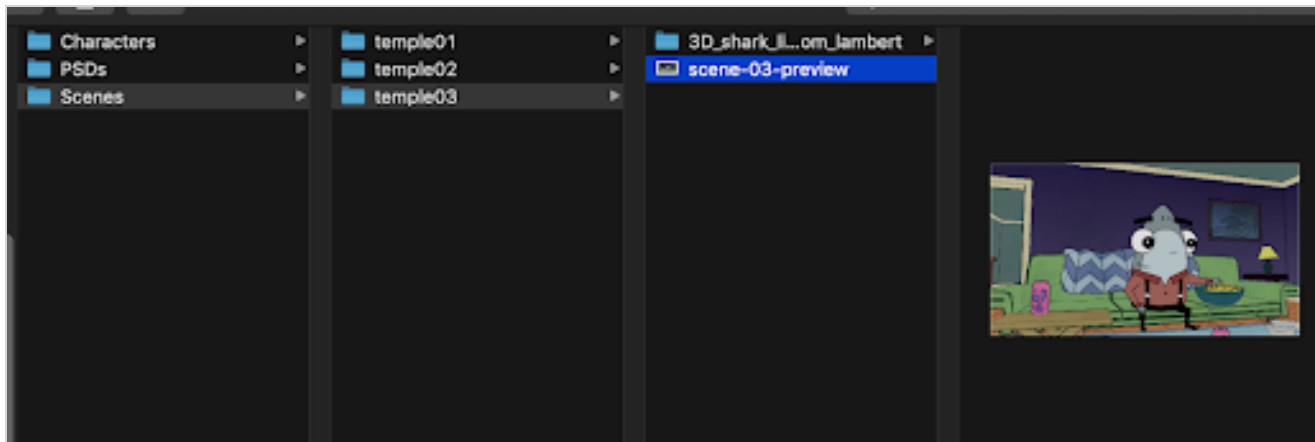 Characters
PSDs
Scenes
temple01
temple02
temple03
3D_shark_li...om_lambert
scene-03-preview